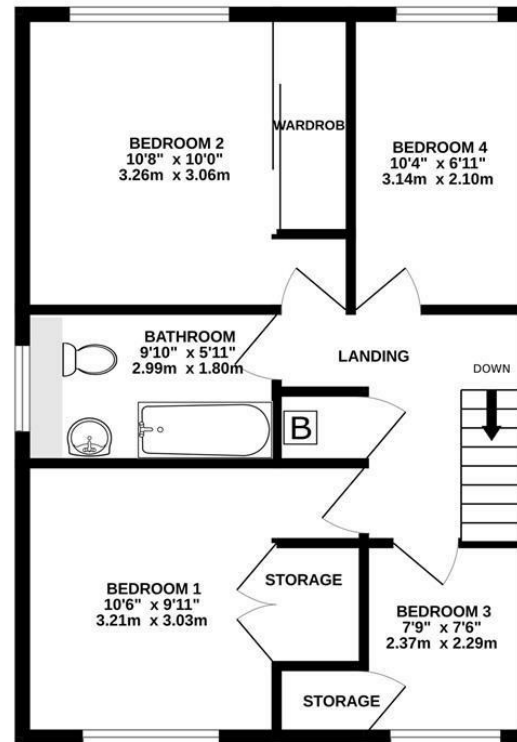 BEDROOM 2
10'8" x 10'0"
3.26m x 3.06m
WARDROB
BEDROOM 4
10'4" x 6'11"
3.14m x 2.10m
BATHROOM
9'10" x 5'11"
2.99m x 1.80m
LANDING
DOWN
B
BEDROOM 1
10'6" x 9'11"
3.21m x 3.03m
STORAGE
BEDROOM 3
7'9" x 7'6"
2.37m x 2.29m
STORAGE